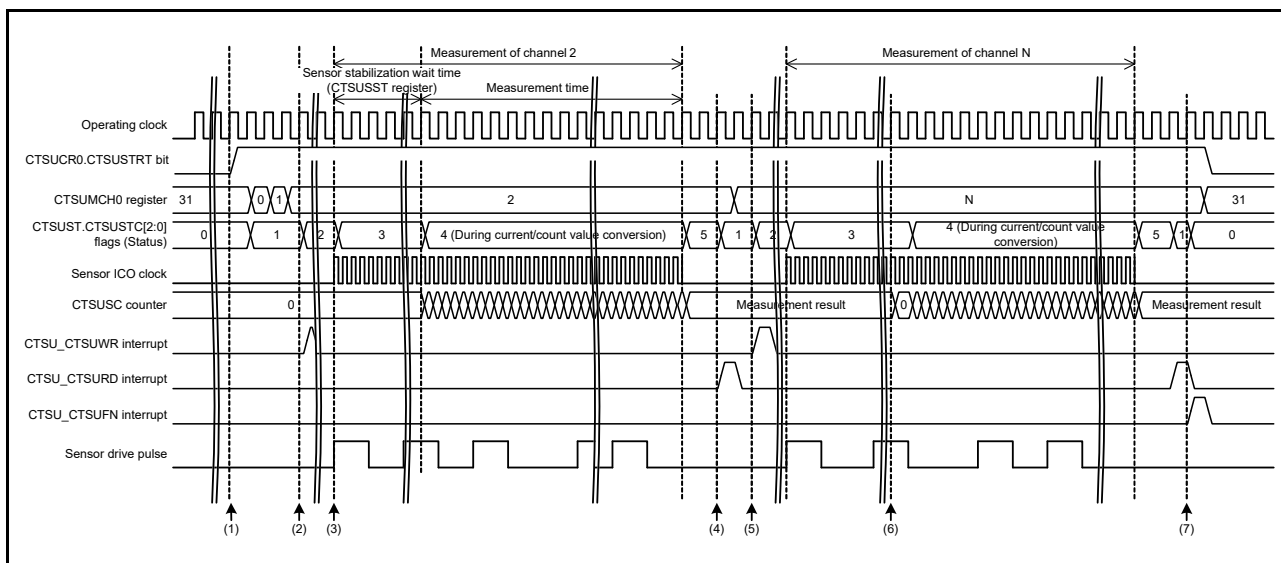 Measurement of channel 2
Measurement of channel N
Sensor stabilization wait time
(CTSUSST register)
Measurement time
Operating clock
CTSUCR0.CTSUSTRT bit
CTSUMCH0 register
31
0
1
2
N
31
CTSUST.CTSUSTC[2:0]
flags (Status)
0
1
2
3
4 (During current/count value conversion)
5
1
2
3
4 (During current/count value
conversion)
5
1
0
Sensor ICO clock
CTSUSC counter
0
Measurement result
0
Measurement result
CTSU_CTSUWR interrupt
CTSU_CTSURD interrupt
CTSU_CTSUFN interrupt
Sensor drive pulse
(1)
(2)
(3)
(4)
(5)
(6)
(7)